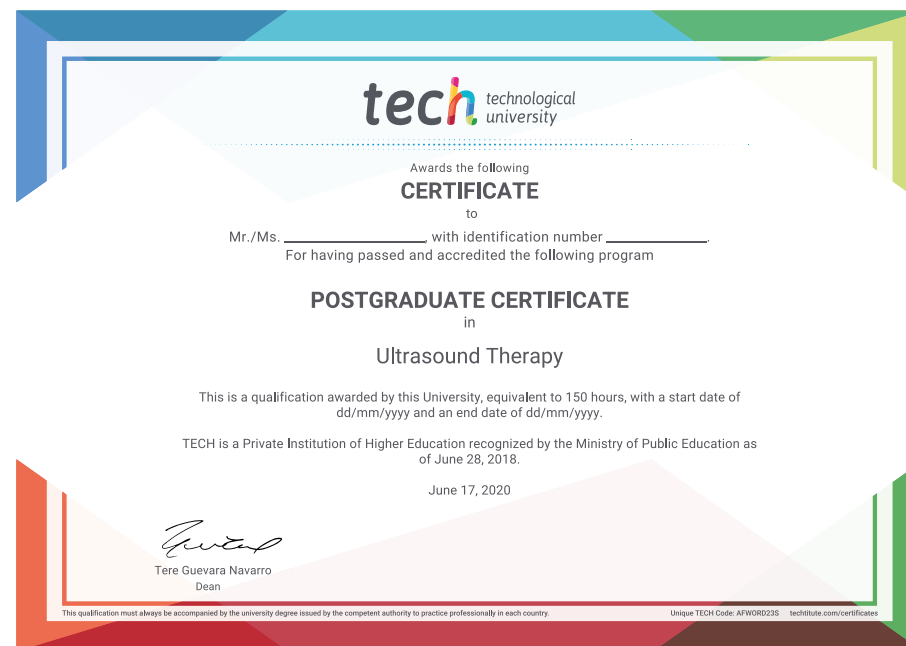 tech technological
university
Awards the following
CERTIFICATE
to
Mr./Ms. ____________, with identification number ____________.
For having passed and accredited the following program
POSTGRADUATE CERTIFICATE
in
Ultrasound Therapy
This is a qualification awarded by this University, equivalent to 150 hours, with a start date of
dd/mm/yyyy and an end date of dd/mm/yyyy.
TECH is a Private Institution of Higher Education recognized by the Ministry of Public Education as
of June 28, 2018.
June 17, 2020
Tere Guevara Navarro
Dean
This qualification must always be accompanied by the university degree issued by the competent authority to practice professionally in each country.
Unique TECH Code: AFWORD23S techtitute.com/certificates